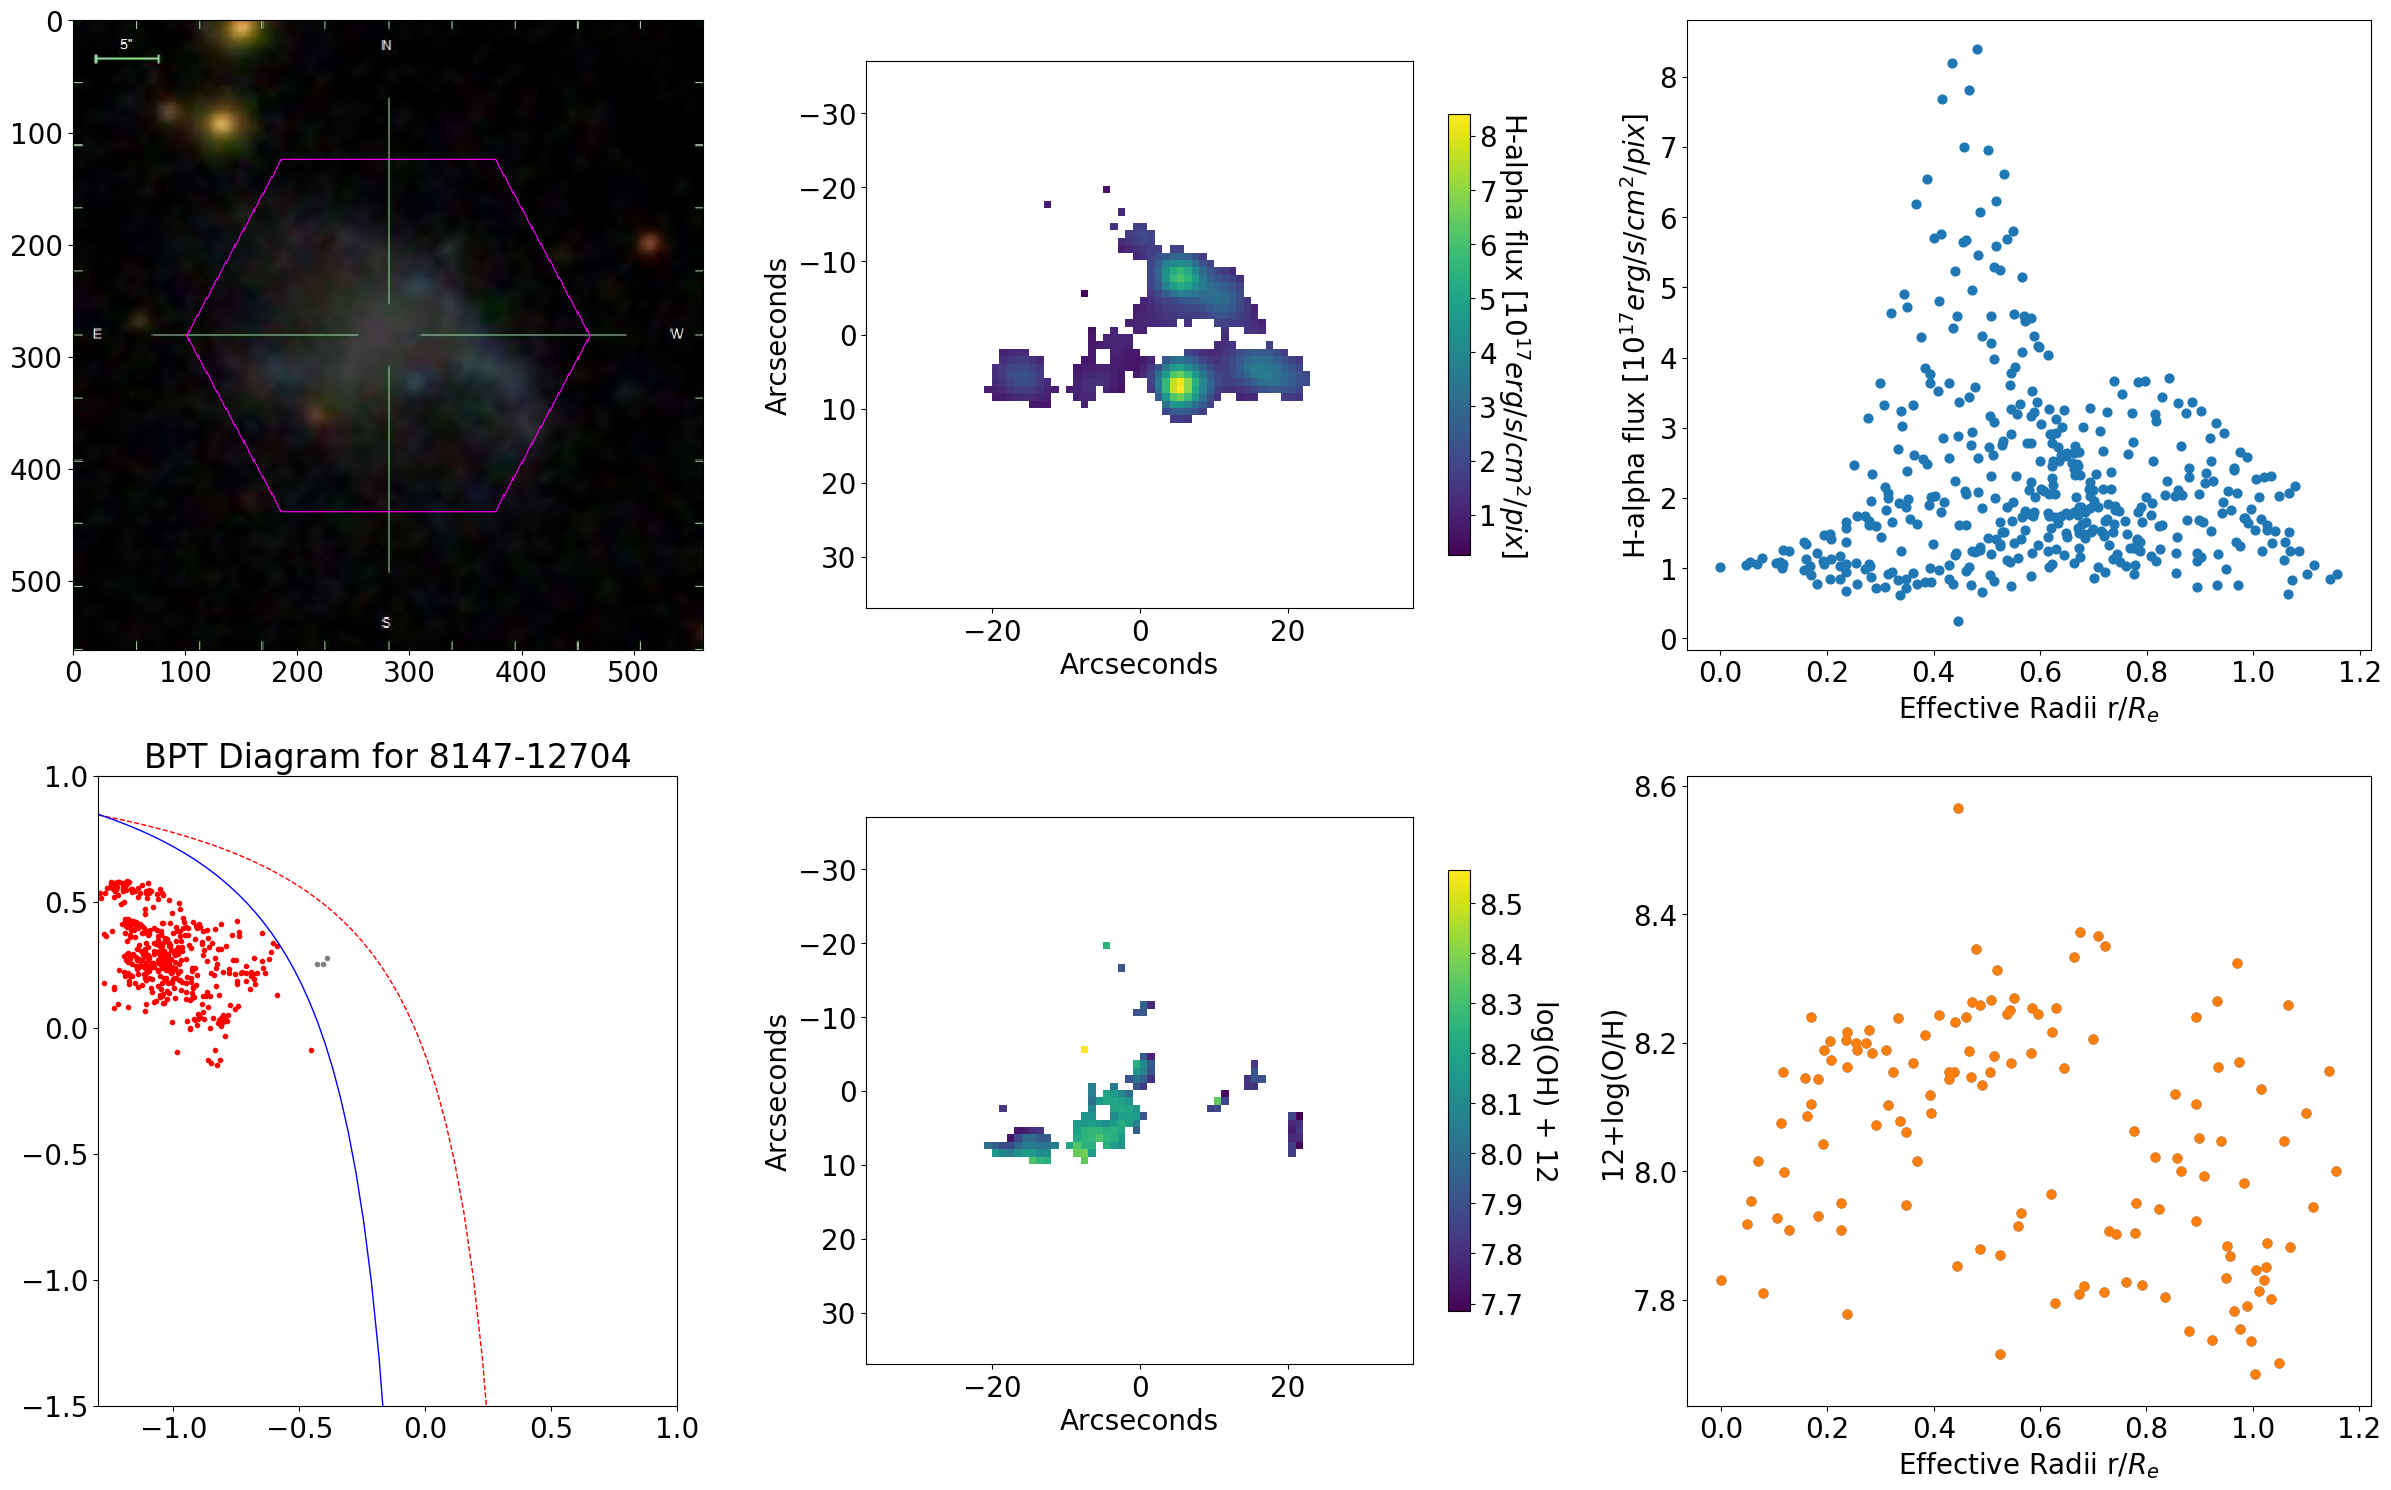 0
100
200
300
400
500
0 100 200 300 400 500
5"
N
E
W
S
−30
−20
−10
0
10
20
30
−20 0 20
Arcseconds
Arcseconds
8
7
6
5
4
3
2
1
H-alpha flux [10^17 erg/s/cm^2/pix]
8
7
6
5
4
3
2
1
0
H-alpha flux [10^17 erg/s/cm^2/pix]
0.0 0.2 0.4 0.6 0.8 1.0 1.2
Effective Radii r/R_e
BPT Diagram for 8147-12704
1.0
0.5
0.0
−0.5
−1.0
−1.5
−1.0 −0.5 0.0 0.5 1.0
−30
−20
−10
0
10
20
30
−20 0 20
Arcseconds
Arcseconds
8.5
8.4
8.3
8.2
8.1
8.0
7.9
7.8
7.7
log(OH) + 12
8.6
8.4
8.2
8.0
7.8
12+log(O/H)
0.0 0.2 0.4 0.6 0.8 1.0 1.2
Effective Radii r/R_e